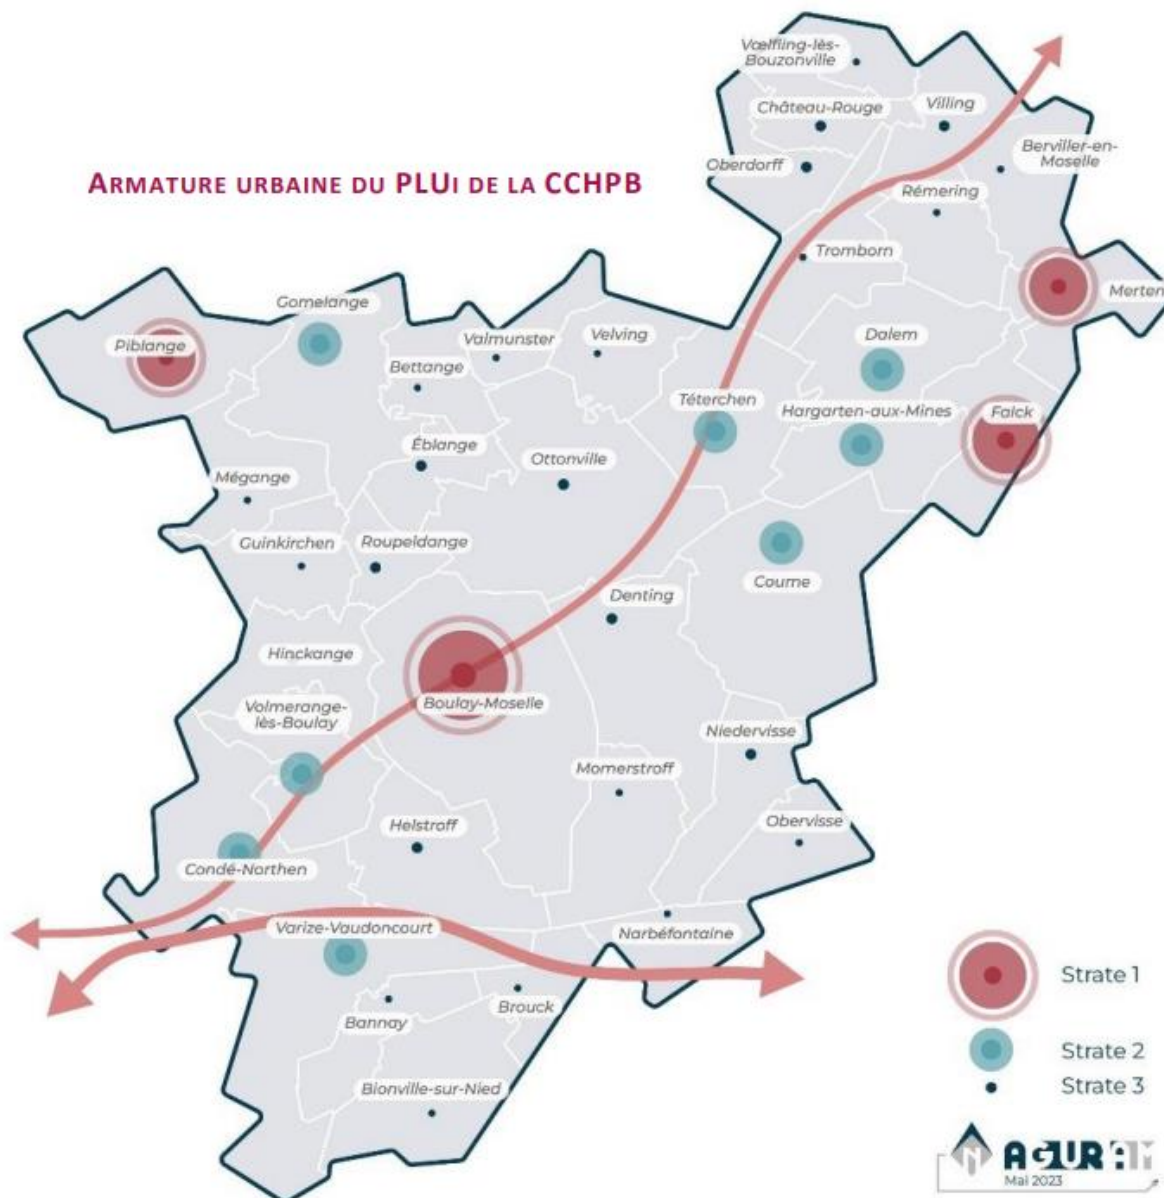 Vœlfling-lès-
Bouzonville
Château-Rouge
Villing
Berviller-en-
Moselle
Oberdorff
ARMATURE URBAINE DU PLUI DE LA CCHPB
Rémering
Tromborn
Merten
Gomelange
Piblange
Valmunster
Velving
Dalem
Bettange
Téterchen
Hargarten-aux-Mines
Falck
Éblange
Ottonville
Mégange
Guinkirchen
Roupeldange
Coume
Denting
Hinckange
Boulay-Moselle
Volmerange-
lès-Boulay
Niedervisse
Momerstroff
Helstroff
Obervisse
Condé-Northen
Varize-Vaudoncourt
Narbéfontaine
Bannay
Brouck
Bionville-sur-Nied
Strate 1
Strate 2
Strate 3
N
AGURAM
Mai 2023